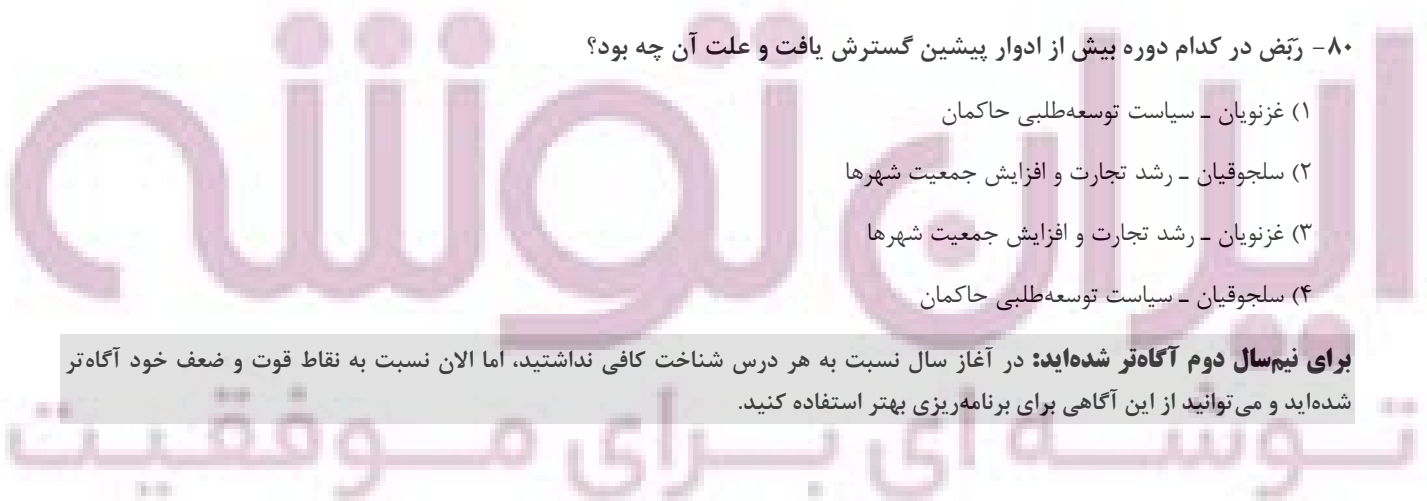 ۸۰- رَبَض در کدام دوره بیش از ادوار پیشین گسترش یافت و علت آن چه بود؟
۱) غزنویان ـ سیاست توسعه‌طلبی حاکمان
۲) سلجوقیان ـ رشد تجارت و افزایش جمعیت شهرها
۳) غزنویان ـ رشد تجارت و افزایش جمعیت شهرها
۴) سلجوقیان ـ سیاست توسعه‌طلبی حاکمان
برای نیم‌سال دوم آگاه‌تر شده‌اید: در آغاز سال نسبت به هر درس شناخت کافی نداشتید، اما الان نسبت به نقاط قوت و ضعف خود آگاه‌تر
شده‌اید و می‌توانید از این آگاهی برای برنامه‌ریزی بهتر استفاده کنید.
ایران توشه
توشه ای برای موفقیت